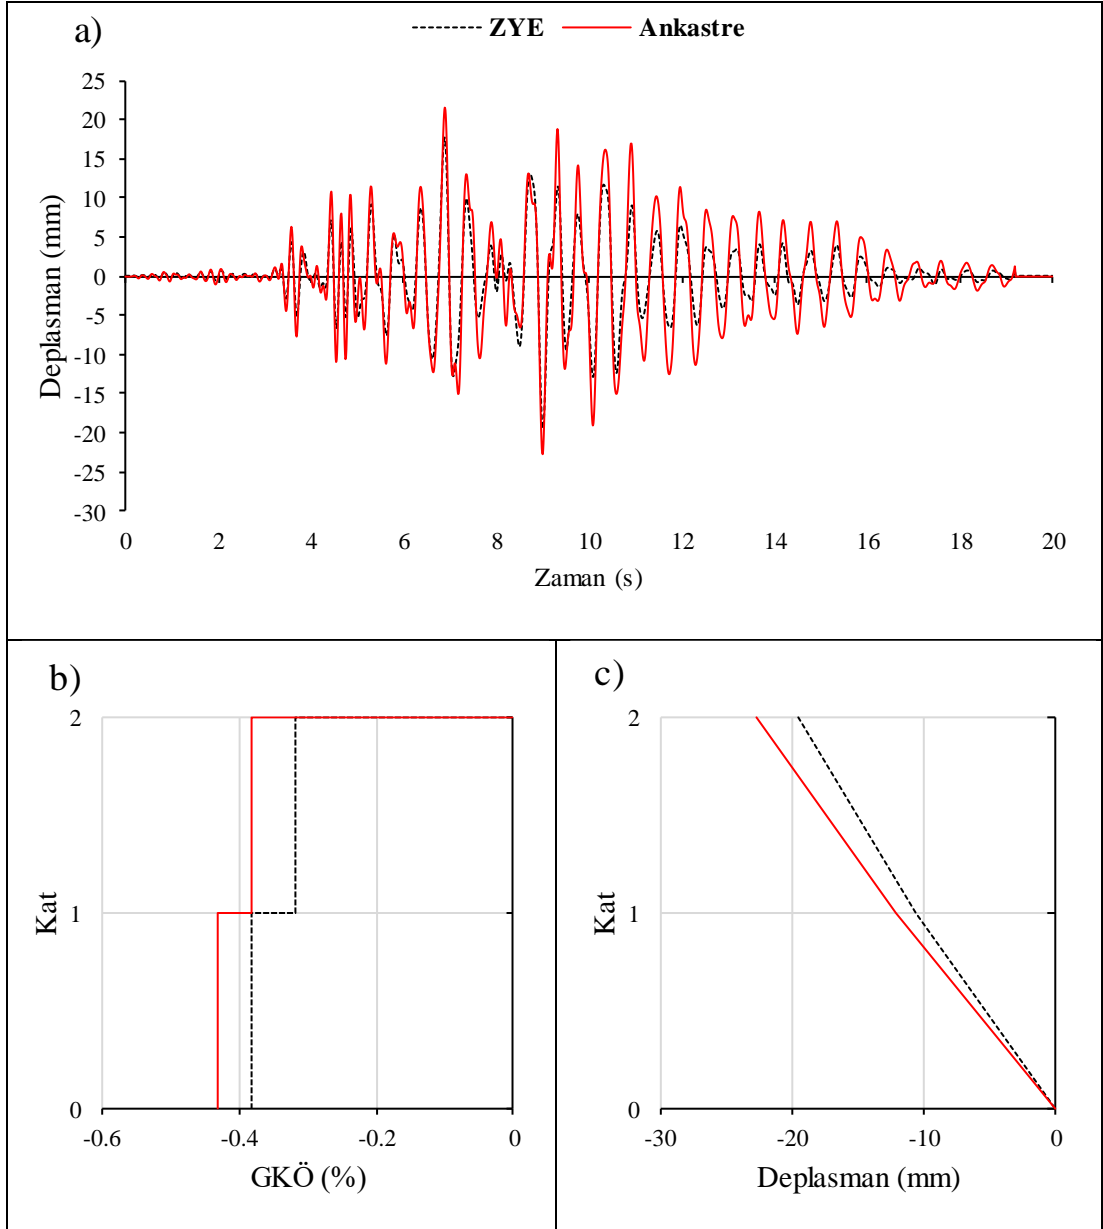 a)
ZYE Ankastre
25
20
15
10
5
0
-5
-10
-15
-20
-25
-30
Deplasman (mm)
0 2 4 6 8 10 12 14 16 18 20
Zaman (s)
b)
2
1
0
Kat
-0.6 -0.4 -0.2 0
GKÖ (%)
c)
2
1
0
Kat
-30 -20 -10 0
Deplasman (mm)